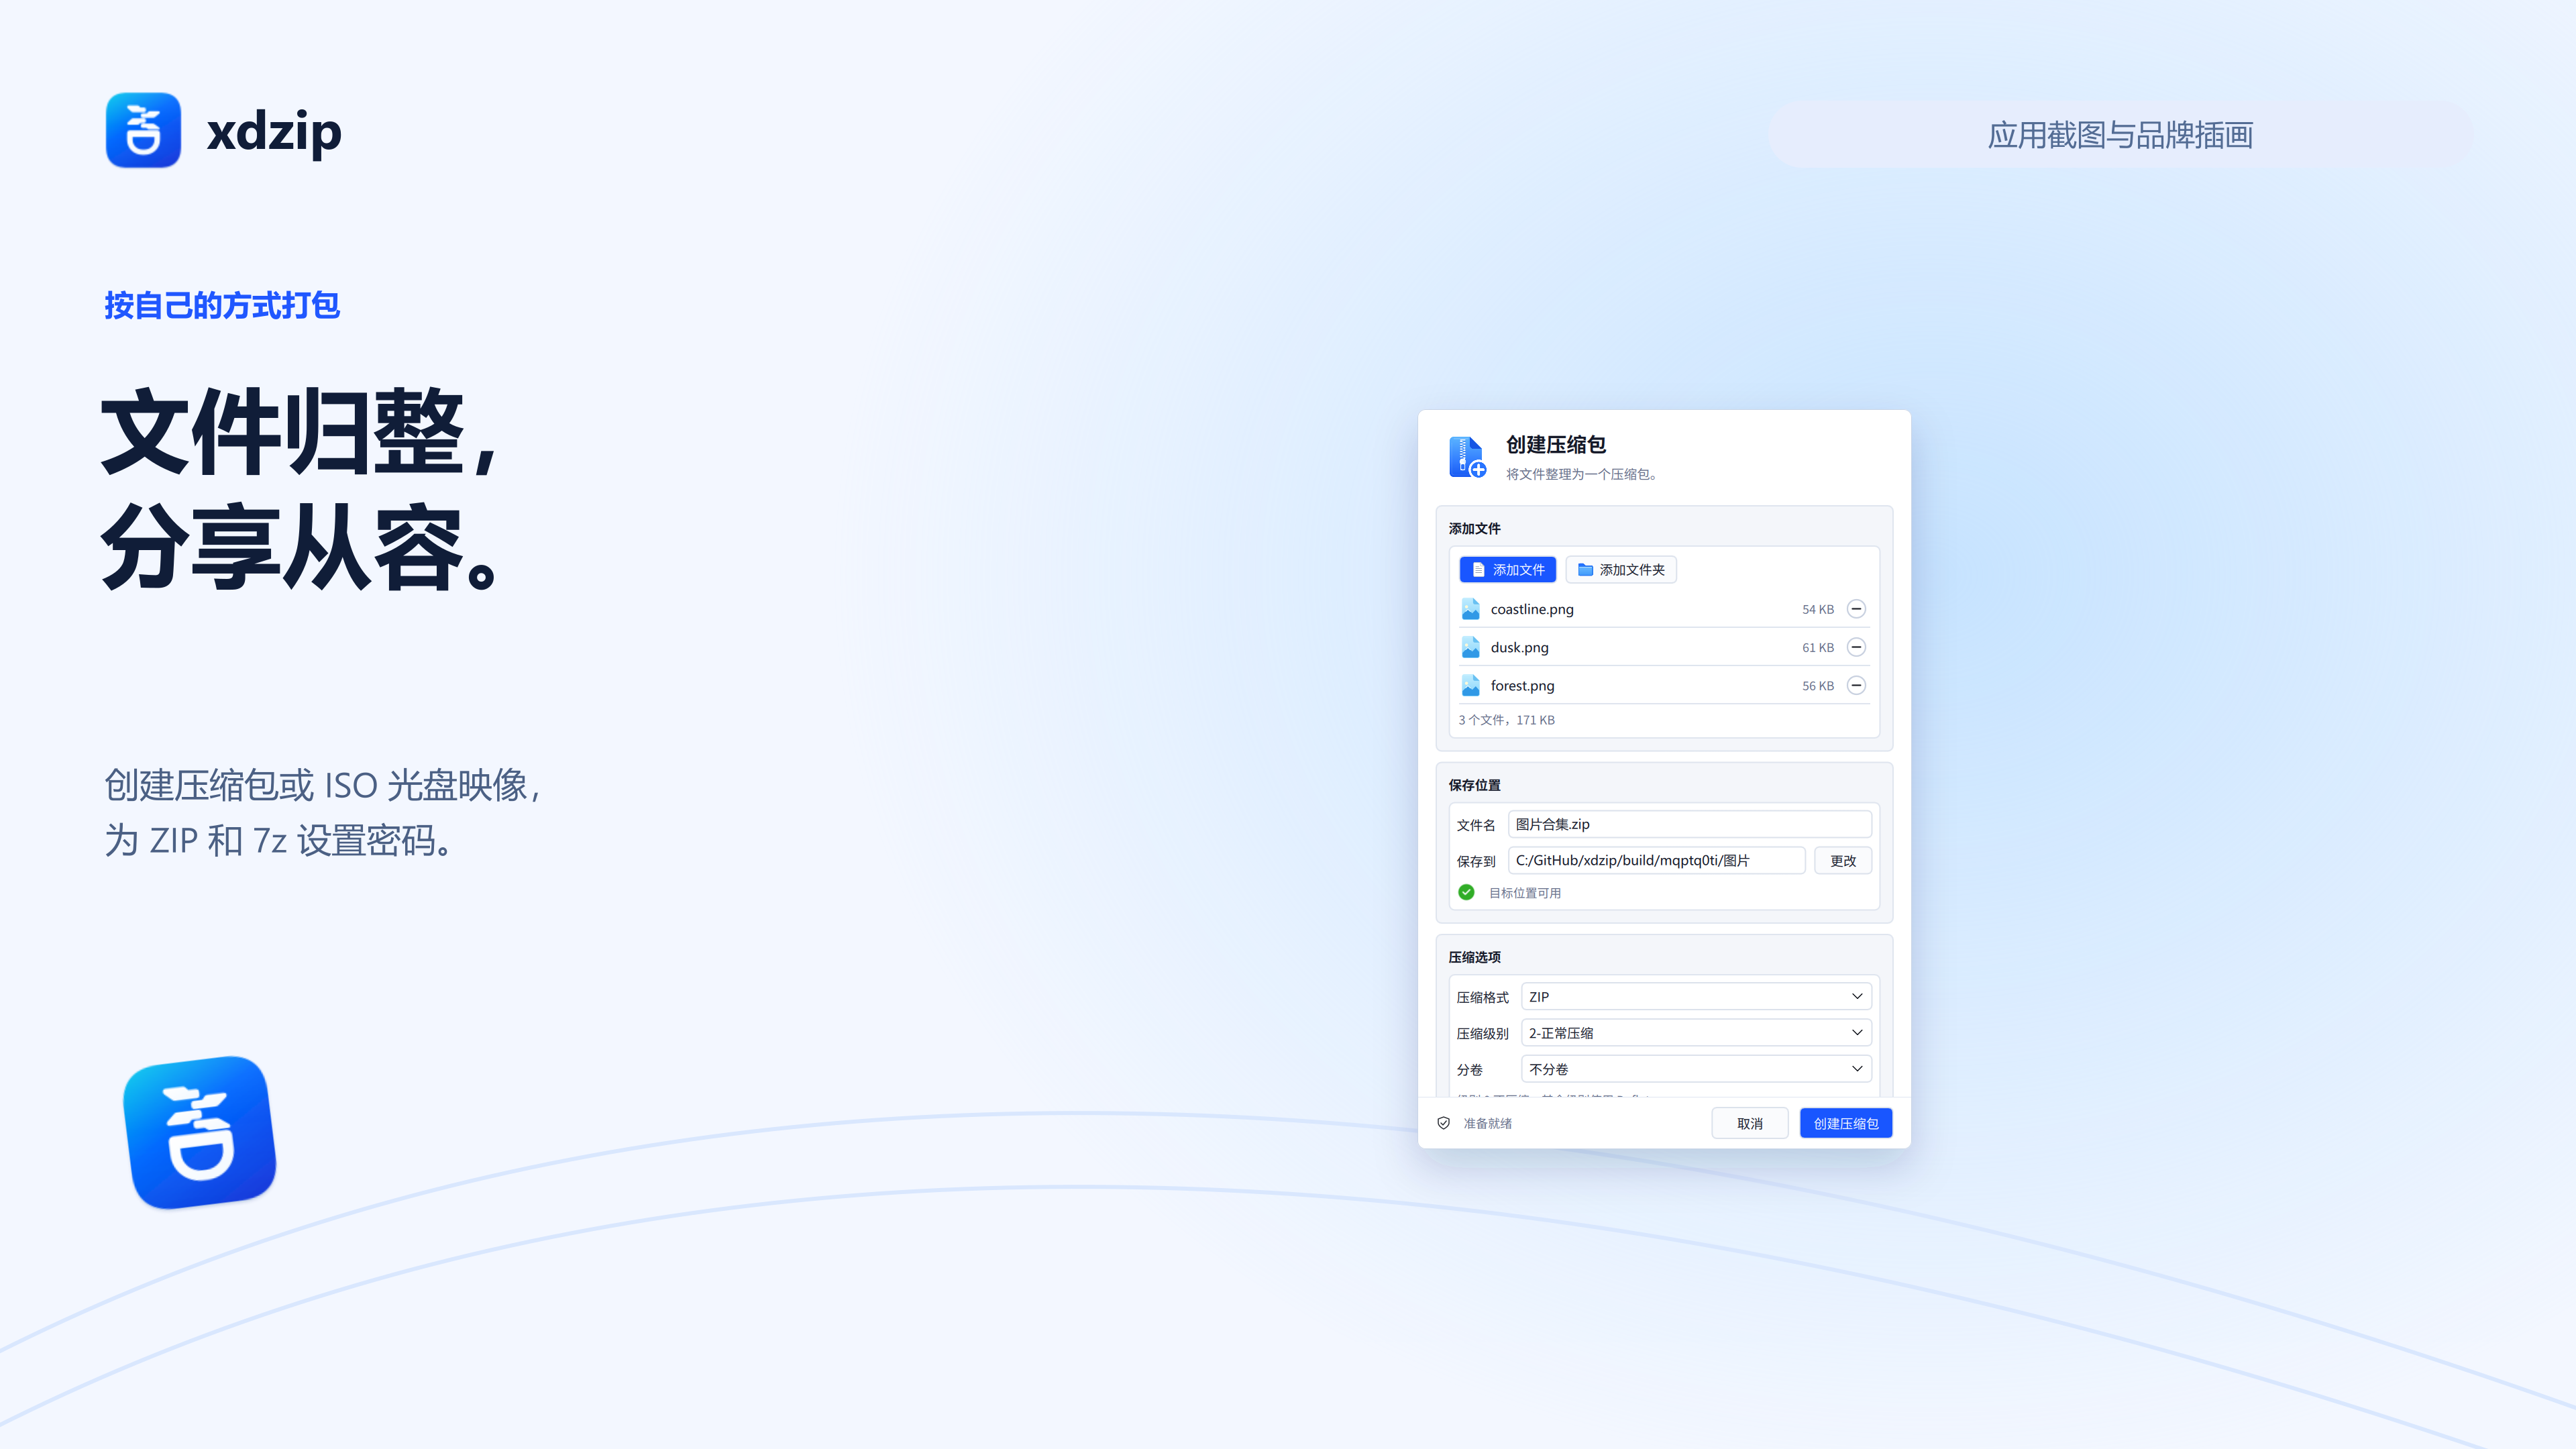 xdzip
应用截图与品牌插画
按自己的方式打包
文件归整，
分享从容。
创建压缩包或 ISO 光盘映像，
为 ZIP 和 7z 设置密码。
创建压缩包
将文件整理为一个压缩包。
添加文件
添加文件 添加文件夹
coastline.png 54 KB
dusk.png 61 KB
forest.png 56 KB
3 个文件，171 KB
保存位置
文件名 图片合集.zip
保存到 C:/GitHub/xdzip/build/mqptq0ti/图片 更改
目标位置可用
压缩选项
压缩格式 ZIP
压缩级别 2-正常压缩
分卷 不分卷
准备就绪 取消 创建压缩包